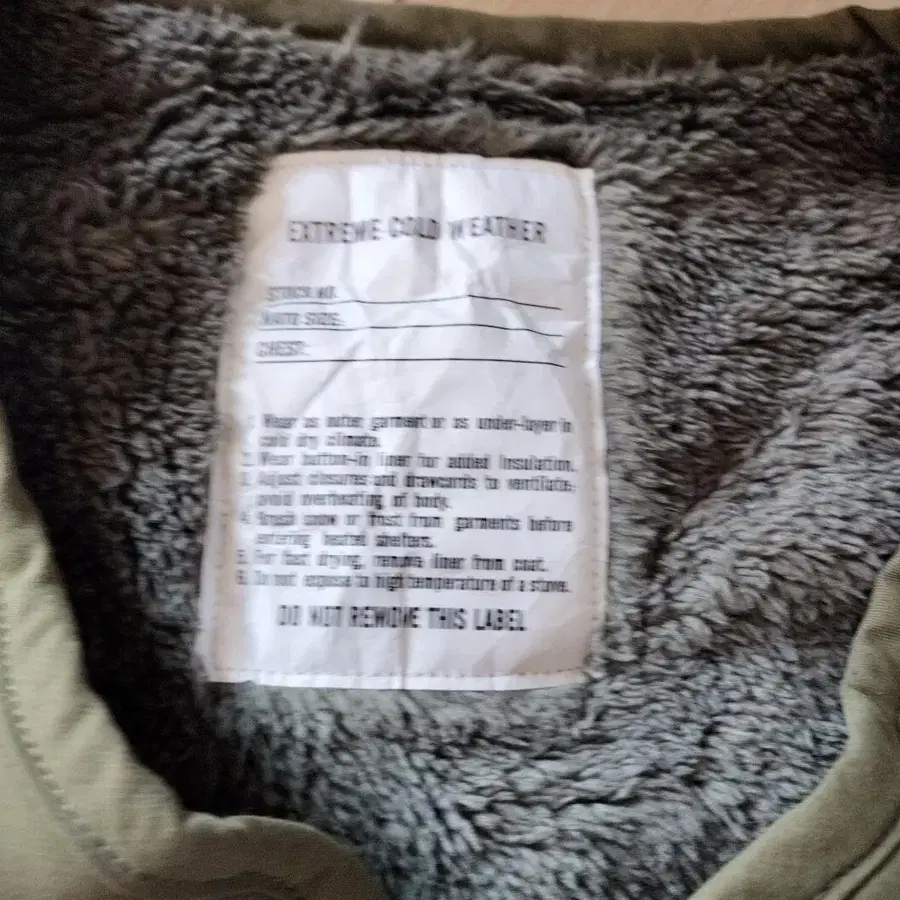 EXTREME COLD WEATHER
STOCK NO.
NATO SIZE:
CHEST:
1. Wear as outer garment or as under-layer in
cold dry climate.
2. Wear button-in liner for added insulation.
3. Adjust closures and drawcords to ventilate;
avoid overheating of body.
4. Brush snow or frost from garments before
entering heated shelters.
5. For fast drying, remove liner from coat.
6. Do not expose to high temperature of a stove.
DO NOT REMOVE THIS LABEL